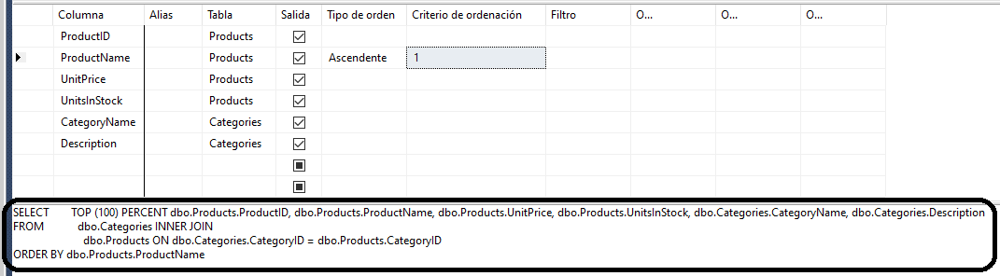 Columna Alias Tabla Salida Tipo de orden Criterio de ordenación Filtro O... O... O...
ProductID Products
ProductName Products Ascendente 1
UnitPrice Products
UnitsInStock Products
CategoryName Categories
Description Categories
SELECT TOP (100) PERCENT dbo.Products.ProductID, dbo.Products.ProductName, dbo.Products.UnitPrice, dbo.Products.UnitsInStock, dbo.Categories.CategoryName, dbo.Categories.Description
FROM dbo.Categories INNER JOIN
dbo.Products ON dbo.Categories.CategoryID = dbo.Products.CategoryID
ORDER BY dbo.Products.ProductName